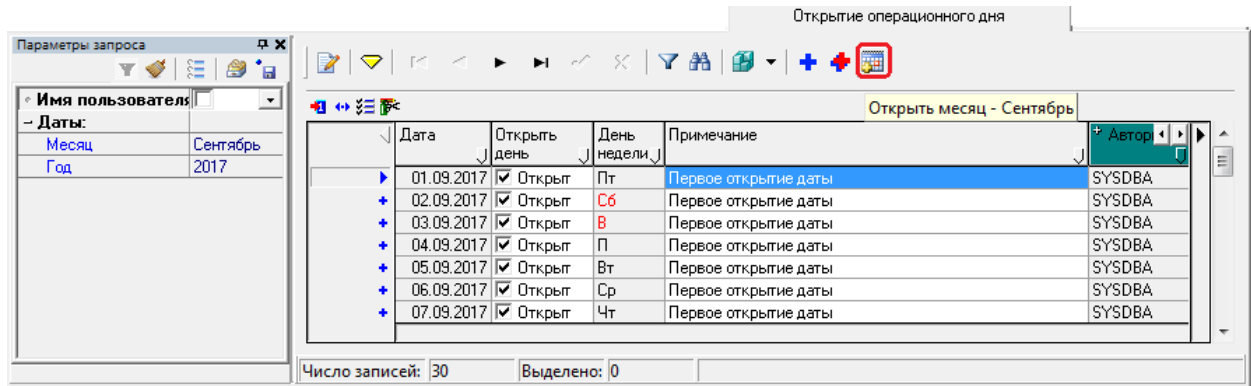 Открытие операционного дня
Параметры запроса
Имя пользователя
Даты:
Месяц Сентябрь
Год 2017
Открыть месяц - Сентябрь
Дата Открыть день День недели Примечание Автор
01.09.2017 Открыт Пт Первое открытие даты SYSDBA
02.09.2017 Открыт Сб Первое открытие даты SYSDBA
03.09.2017 Открыт В Первое открытие даты SYSDBA
04.09.2017 Открыт П Первое открытие даты SYSDBA
05.09.2017 Открыт Вт Первое открытие даты SYSDBA
06.09.2017 Открыт Ср Первое открытие даты SYSDBA
07.09.2017 Открыт Чт Первое открытие даты SYSDBA
Число записей: 30 Выделено: 0